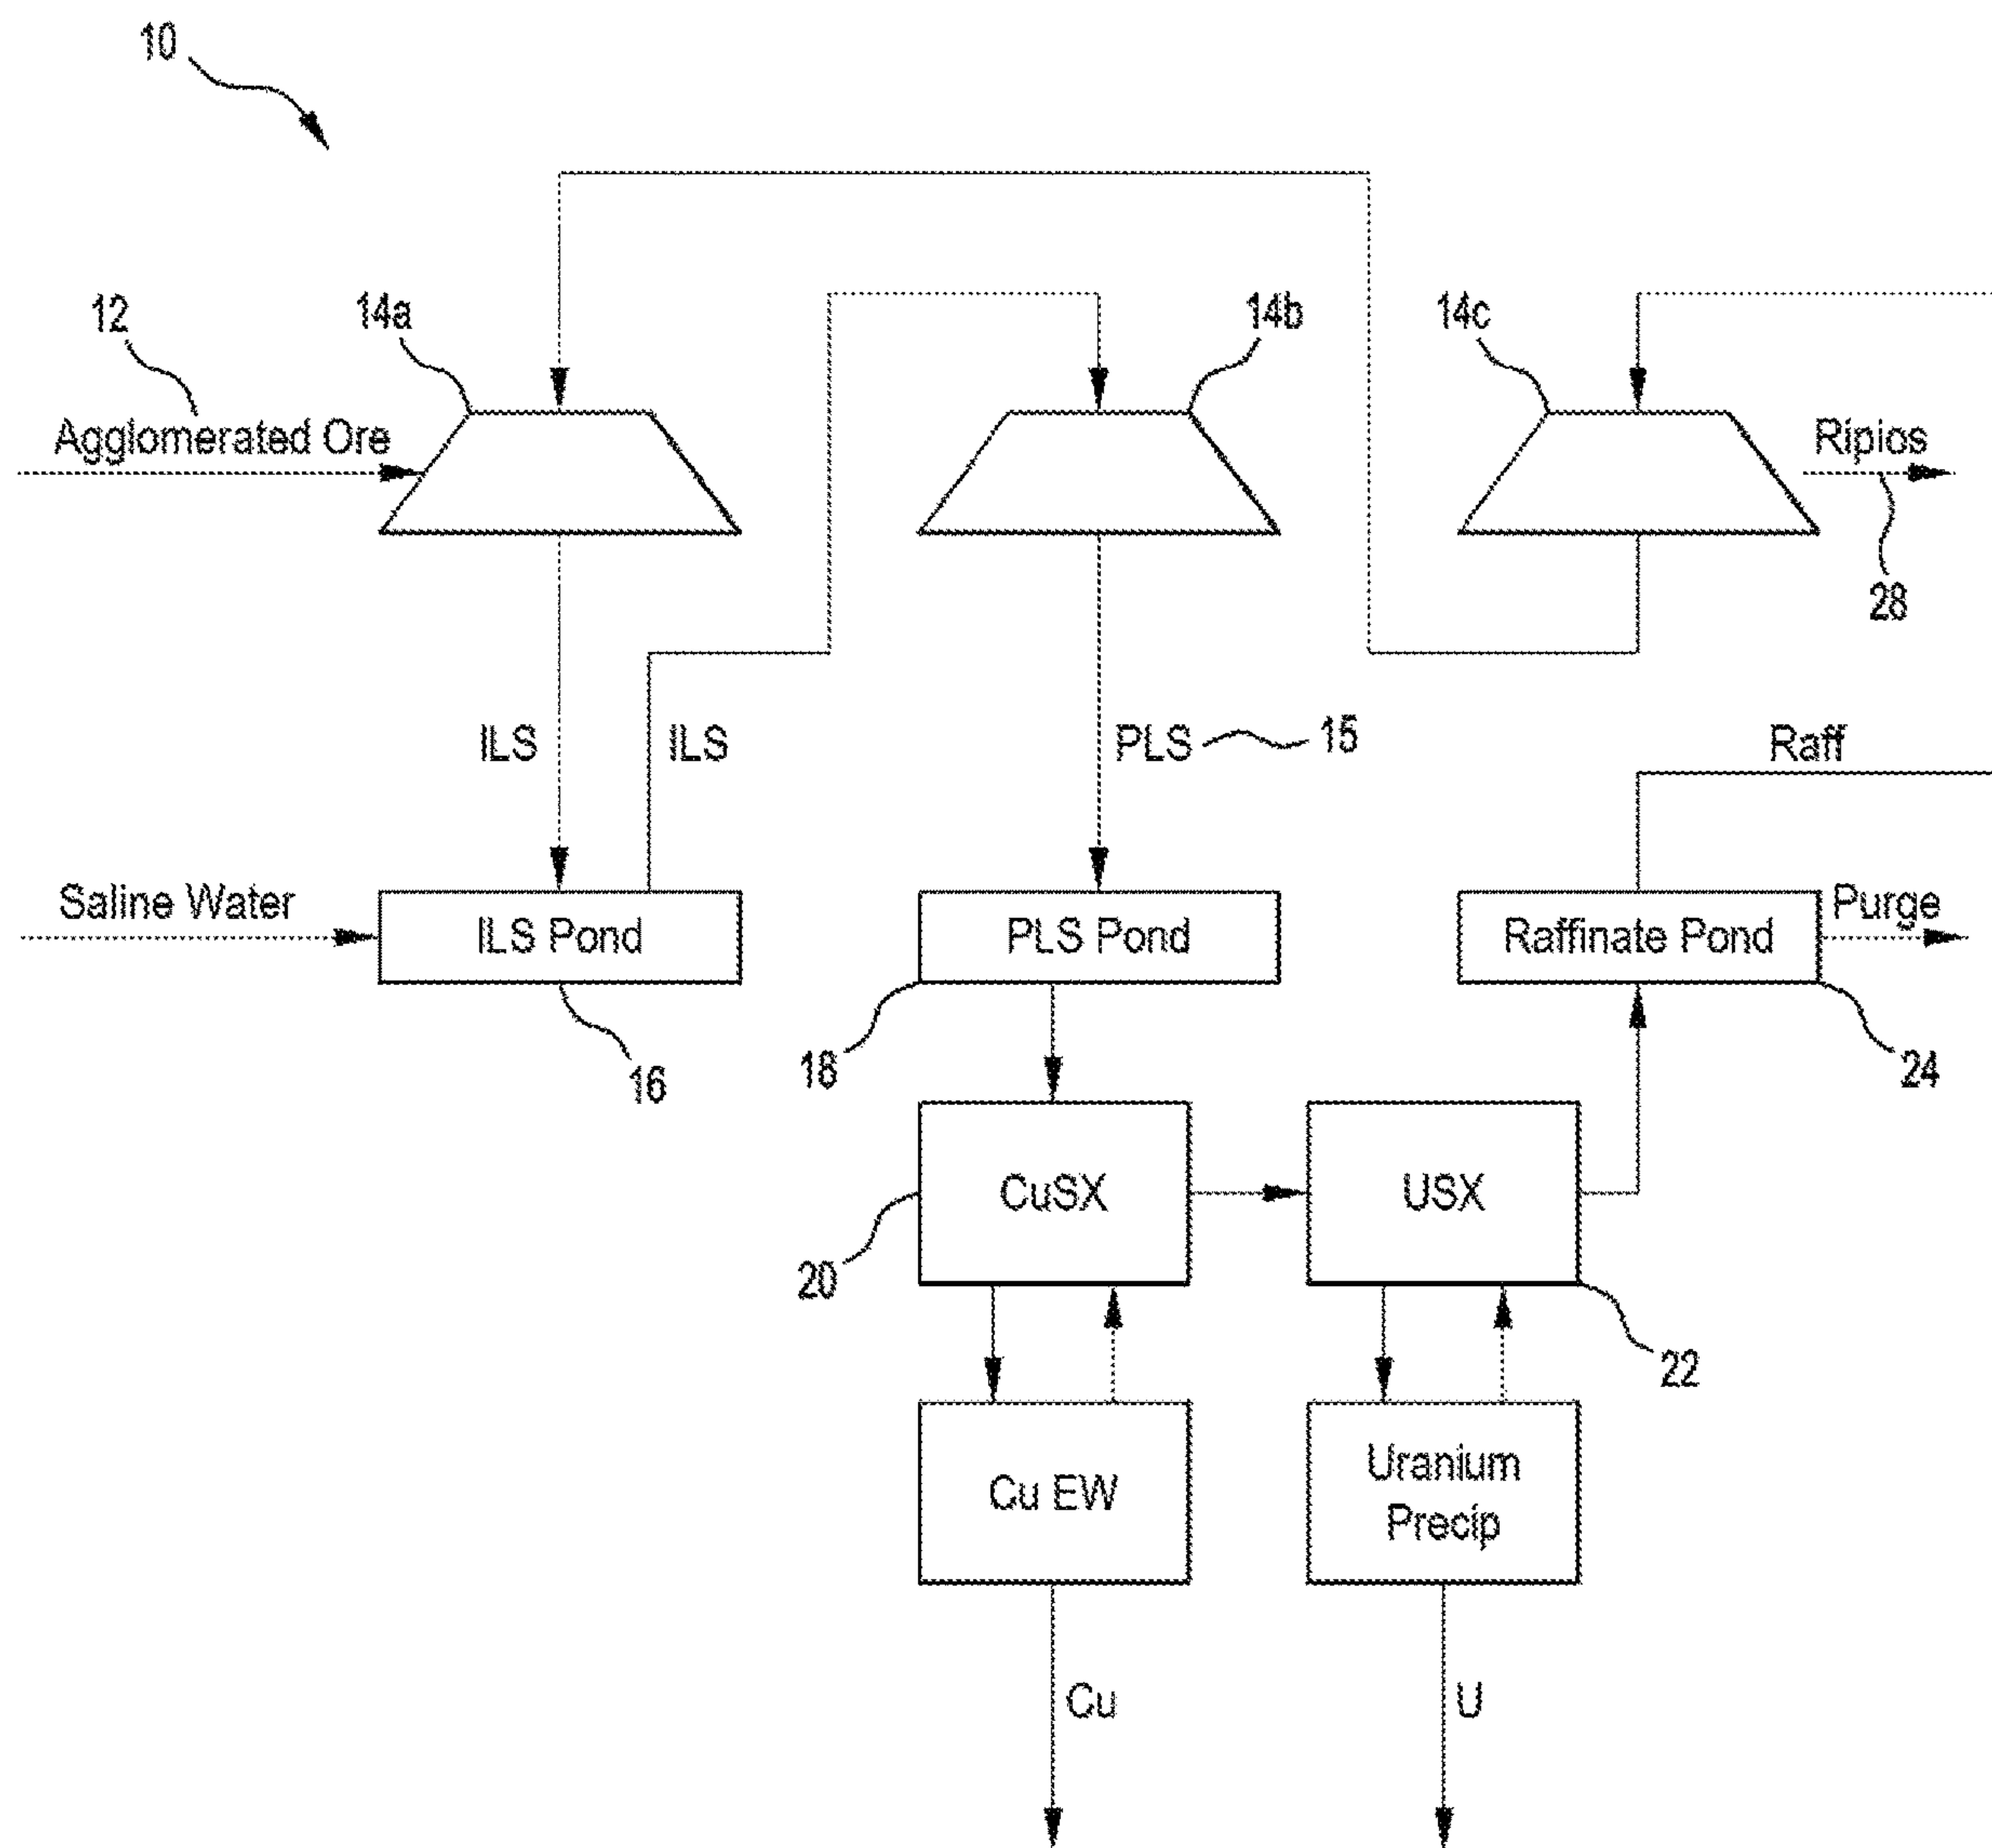 10
12
14a
14b
14c
Agglomerated Ore
Ripios
28
ILS
ILS
PLS
15
Raff
Saline Water
ILS Pond
PLS Pond
Raffinate Pond
Purge
16
18
24
CuSX
USX
20
22
Cu EW
Uranium
Precip
Cu
U